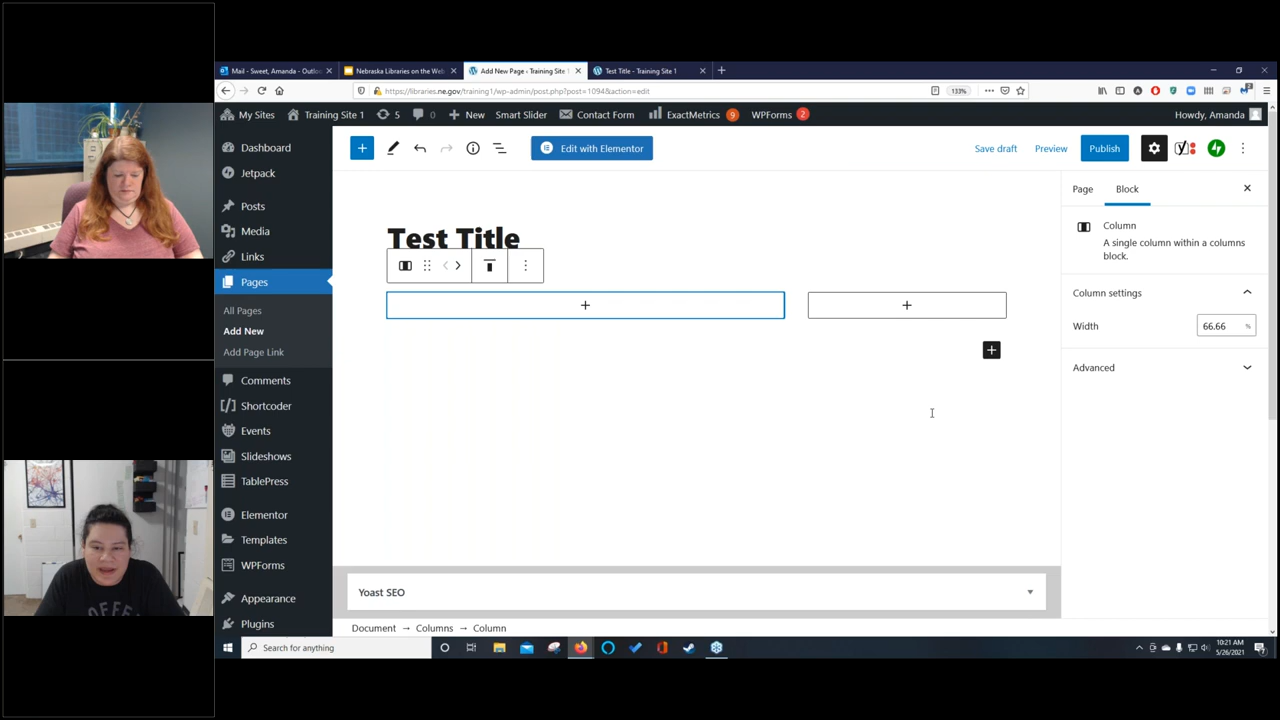 Mail - Sweet, Amanda - Outloo
Nebraska Libraries on the Web
Add New Page ‹ Training Site 1
Test Title - Training Site 1
https://libraries.ne.gov/training1/wp-admin/post.php?post=1094&action=edit
133%
My Sites
Training Site 1
5
0
New
Smart Slider
Contact Form
ExactMetrics
9
WPForms
2
Howdy, Amanda
Dashboard
Jetpack
Posts
Media
Links
Pages
All Pages
Add New
Add Page Link
Comments
Shortcoder
Events
Slideshows
TablePress
Elementor
Templates
WPForms
Appearance
Plugins
Edit with Elementor
Save draft
Preview
Publish
Test Title
Page
Block
Column
A single column within a columns
block.
Column settings
Width
66.66
%
Advanced
Yoast SEO
Document → Columns → Column
Search for anything
10:21 AM
5/26/2021